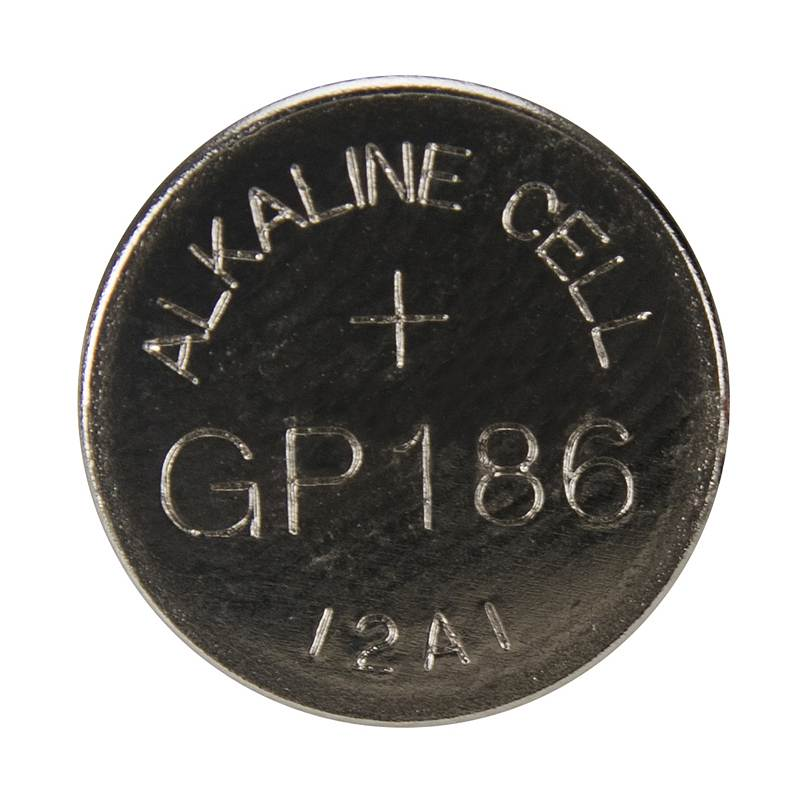 ALKALINE CELL
+
GP186
12A1